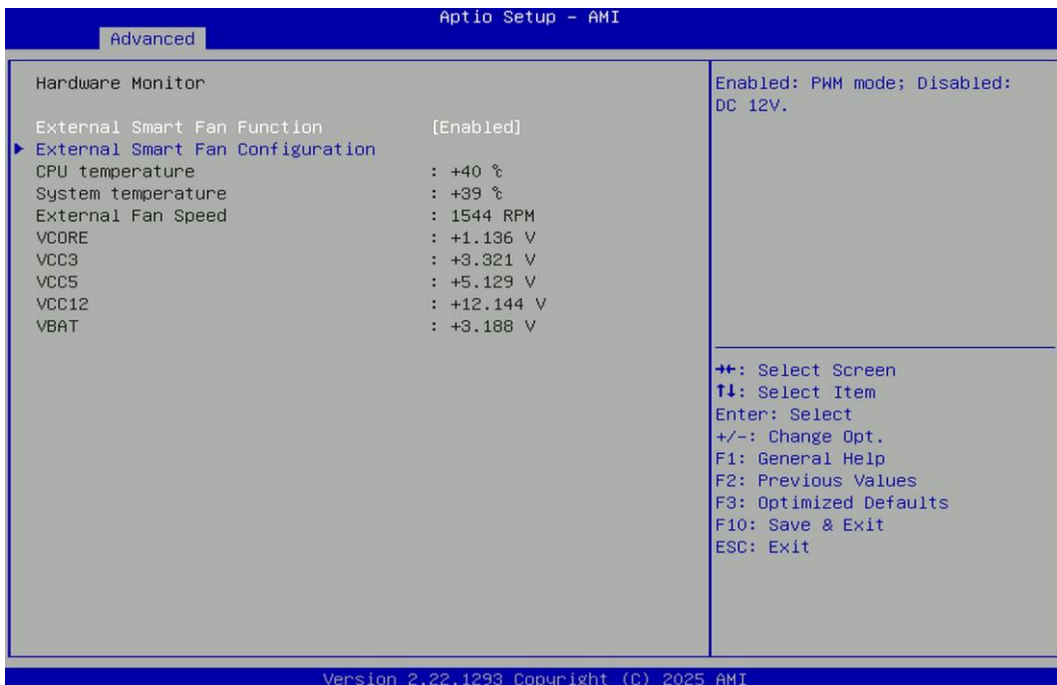 Aptio Setup – AMI
Advanced
Hardware Monitor
External Smart Fan Function [Enabled]
External Smart Fan Configuration
CPU temperature : +40 ℃
System temperature : +39 ℃
External Fan Speed : 1544 RPM
VCORE : +1.136 V
VCC3 : +3.321 V
VCC5 : +5.129 V
VCC12 : +12.144 V
VBAT : +3.188 V
Enabled: PWM mode; Disabled:
DC 12V.
→←: Select Screen
↑↓: Select Item
Enter: Select
+/-: Change Opt.
F1: General Help
F2: Previous Values
F3: Optimized Defaults
F10: Save & Exit
ESC: Exit
Version 2.22.1293 Copyright (C) 2025 AMI